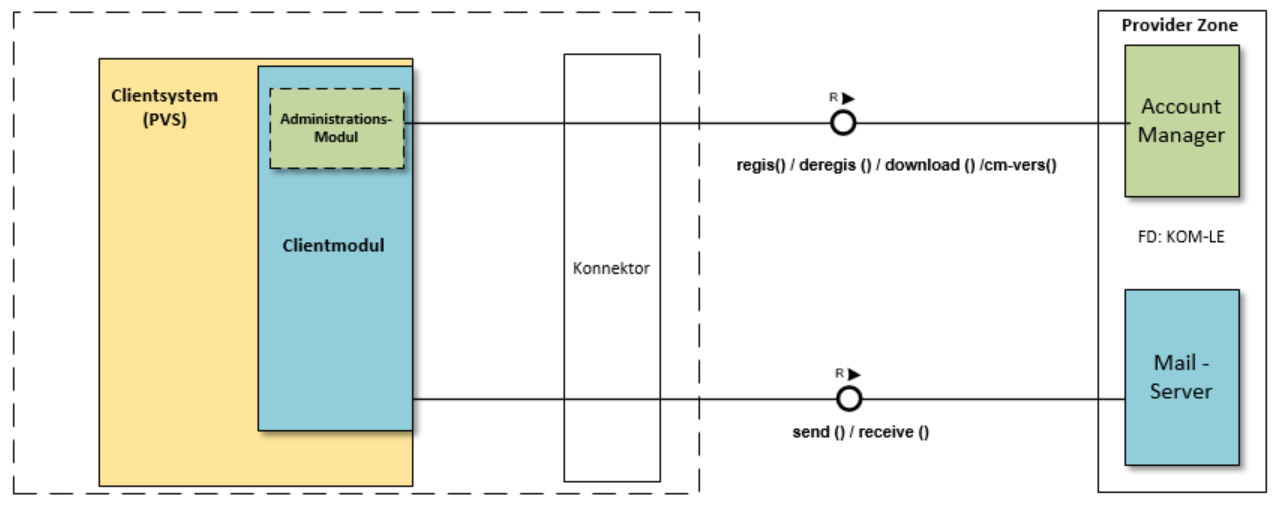 Provider Zone
Clientsystem
(PVS)
Administrations-
Modul
Clientmodul
Konnektor
R
regis() / deregis () / download () /cm-vers()
Account
Manager
FD: KOM-LE
R
send () / receive ()
Mail -
Server